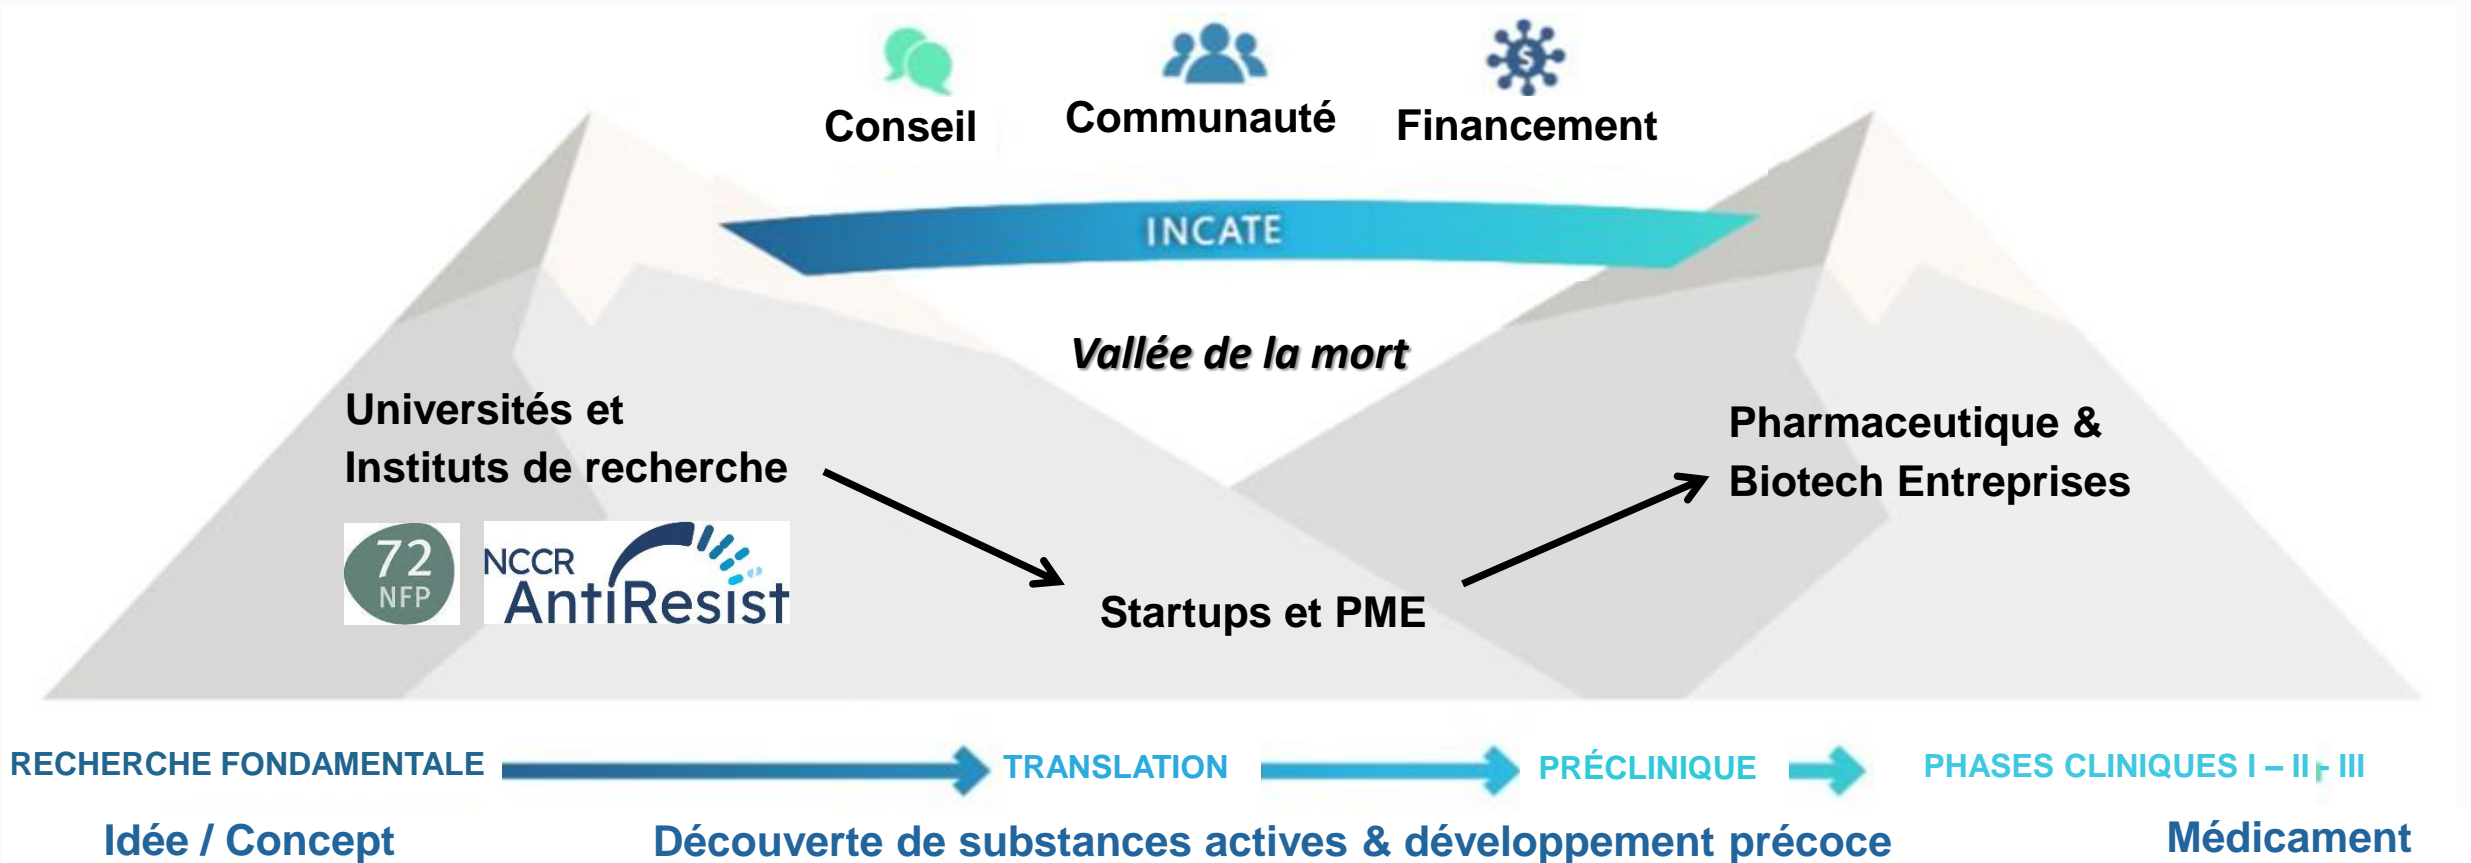 Conseil
Communauté
Financement
INCATE
Vallée de la mort
Universités et
Instituts de recherche
72
NFP
NCCR
AntiResist
Startups et PME
Pharmaceutique &
Biotech Entreprises
RECHERCHE FONDAMENTALE
TRANSLATION
PRÉCLINIQUE
PHASES CLINIQUES I – II - III
Idée / Concept
Découverte de substances actives & développement précoce
Médicament